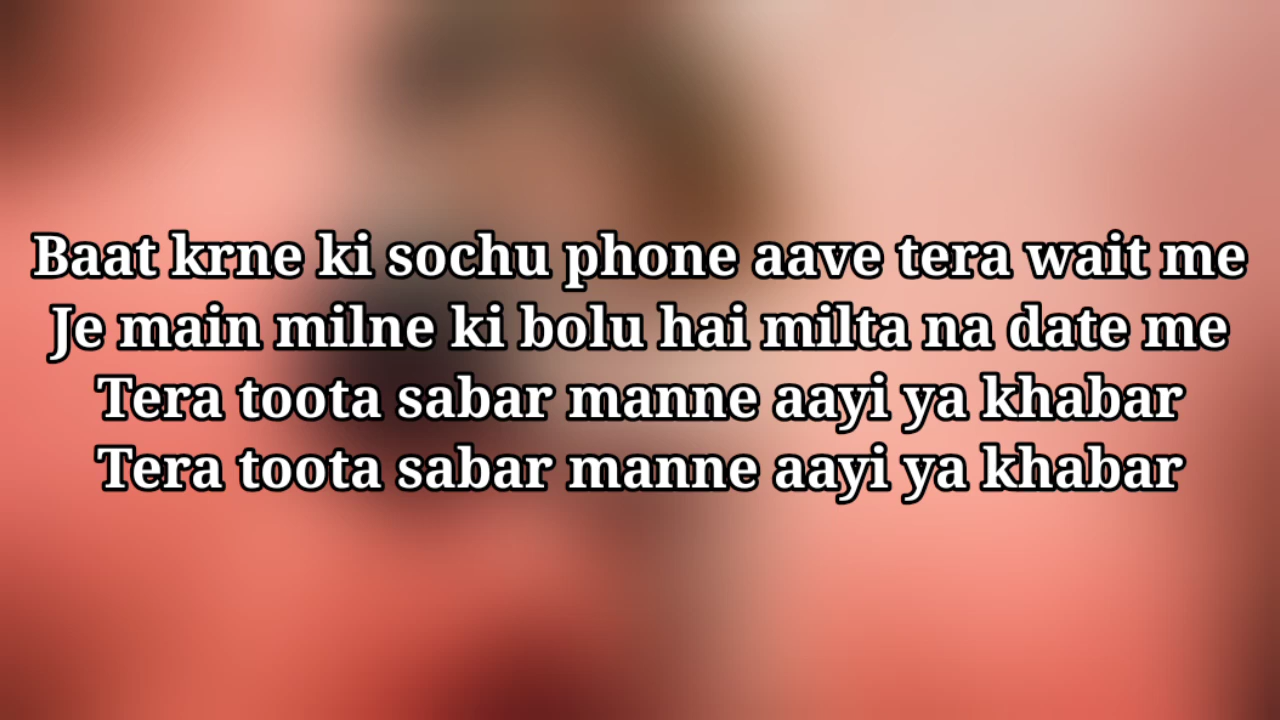 Baat krne ki sochu phone aave tera wait me
Je main milne ki bolu hai milta na date me
Tera toota sabar manne aayi ya khabar
Tera toota sabar manne aayi ya khabar